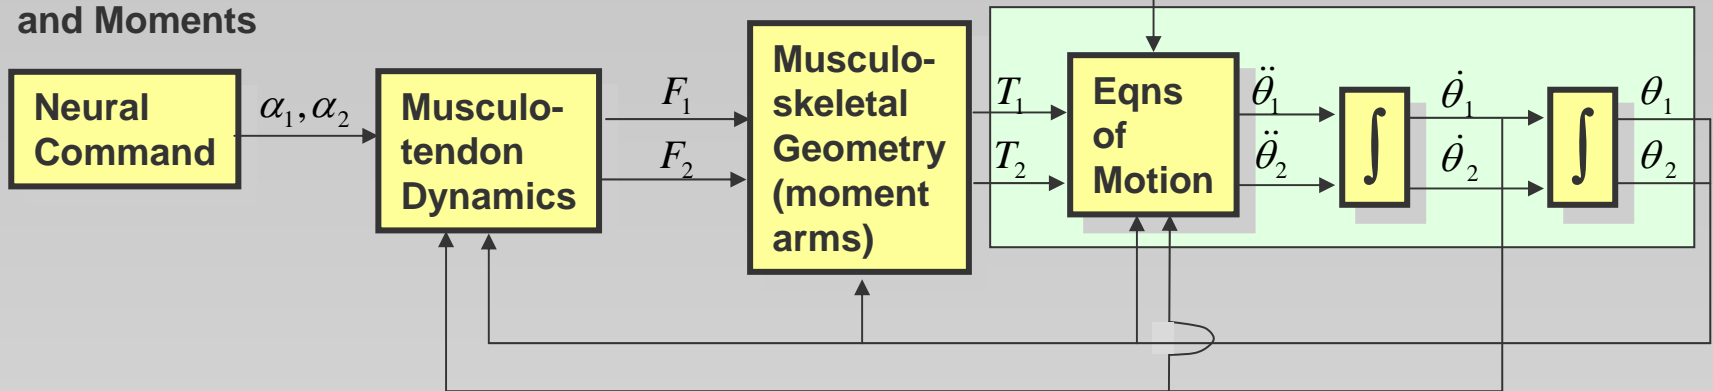 and Moments
Neural
Command
α₁, α₂
Musculo-
tendon
Dynamics
F₁
F₂
Musculo-
skeletal
Geometry
(moment
arms)
T₁
T₂
Eqns
of
Motion
θ̈₁
θ̈₂
∫
θ̇₁
θ̇₂
∫
θ₁
θ₂